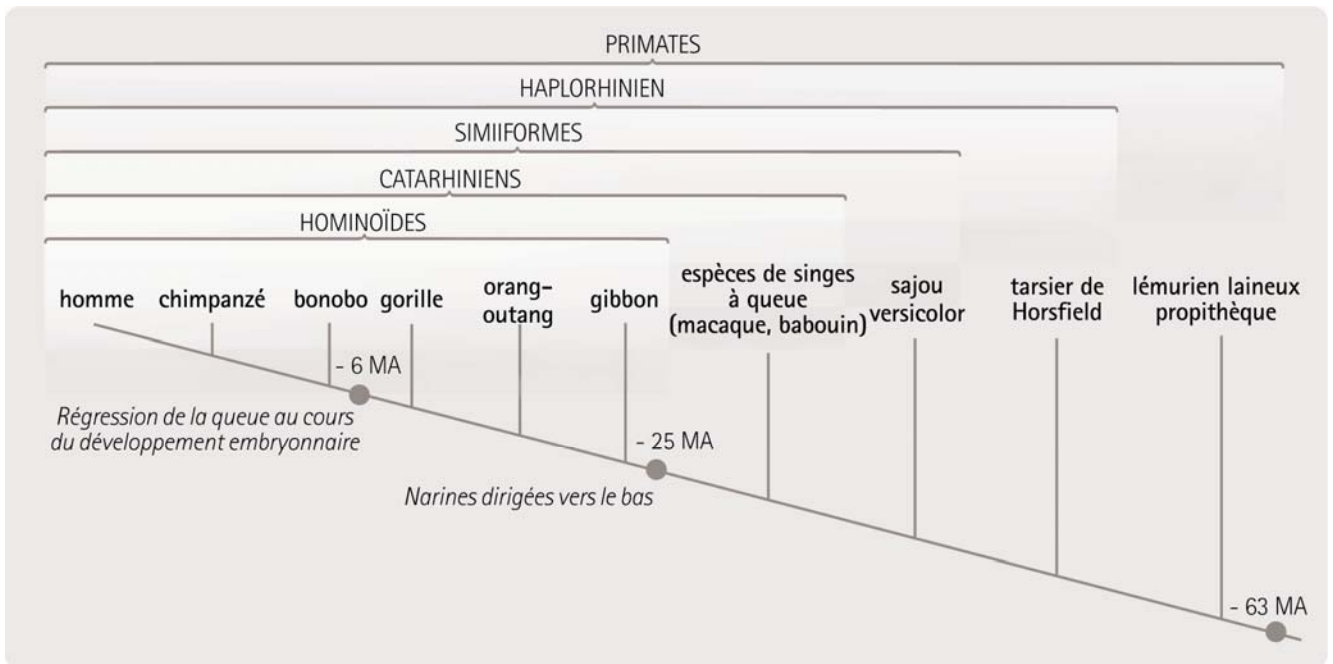 PRIMATES
HAPLORHINIEN
SIMIIFORMES
CATARHINIENS
HOMINOÏDES
homme
chimpanzé
bonobo
gorille
orang-
outang
gibbon
espèces de singes
à queue
(macaque, babouin)
sajou
versicolor
tarsier de
Horsfield
lémurien laineux
propithèque
- 6 MA
Régression de la queue au cours
du développement embryonnaire
- 25 MA
Narines dirigées vers le bas
- 63 MA